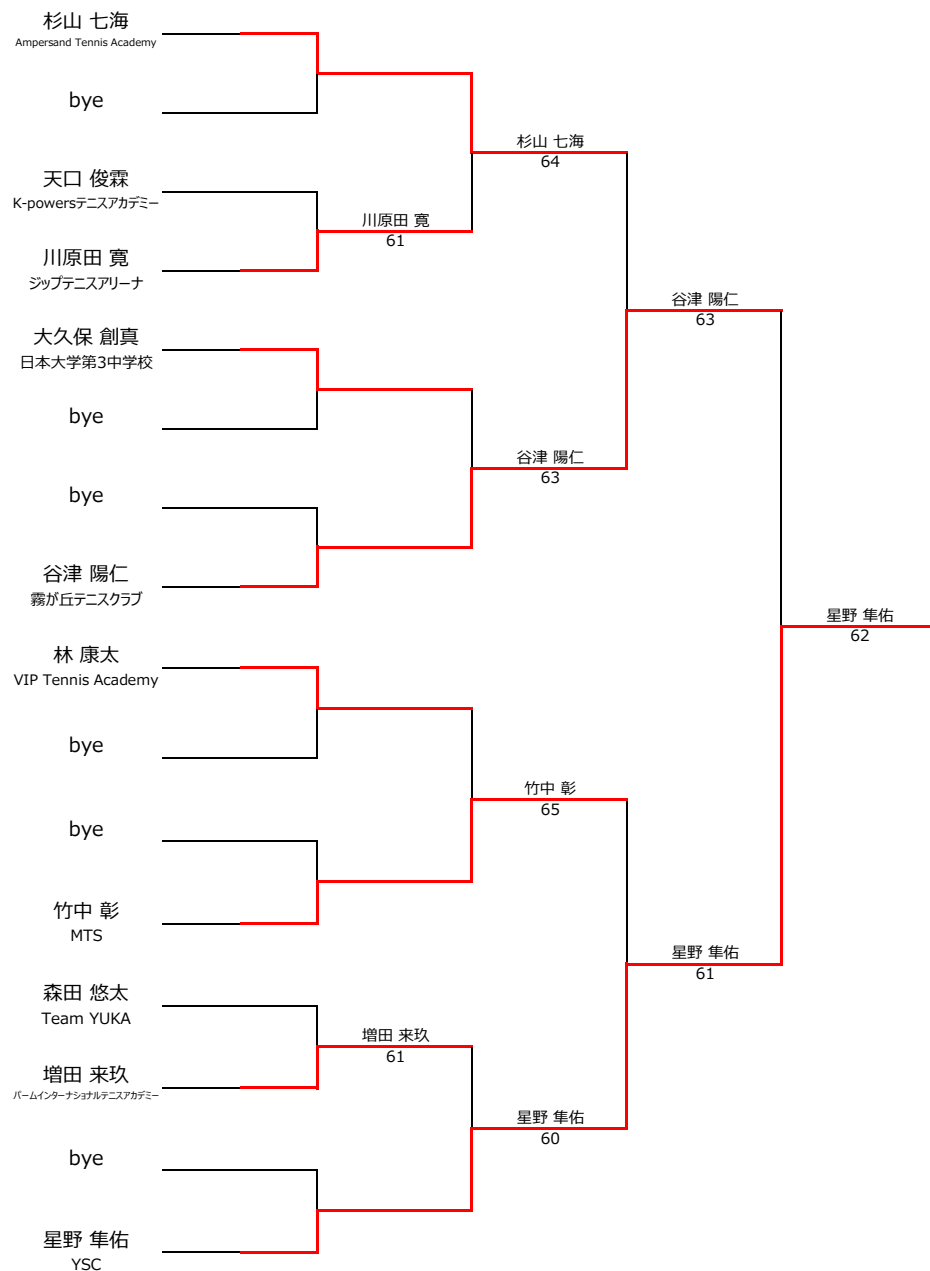 杉山 七海
Ampersand Tennis Academy
bye
天口 俊霖
K-powersテニスアカデミー
川原田 寛
ジップテニスアリーナ
大久保 創真
日本大学第3中学校
bye
bye
谷津 陽仁
霧が丘テニスクラブ
林 康太
VIP Tennis Academy
bye
bye
竹中 彰
MTS
森田 悠太
Team YUKA
増田 来玖
パームインターナショナルテニスアカデミー
bye
星野 隼佑
YSC
川原田 寛
61
増田 来玖
61
杉山 七海
64
谷津 陽仁
63
竹中 彰
65
星野 隼佑
60
谷津 陽仁
63
星野 隼佑
61
星野 隼佑
62